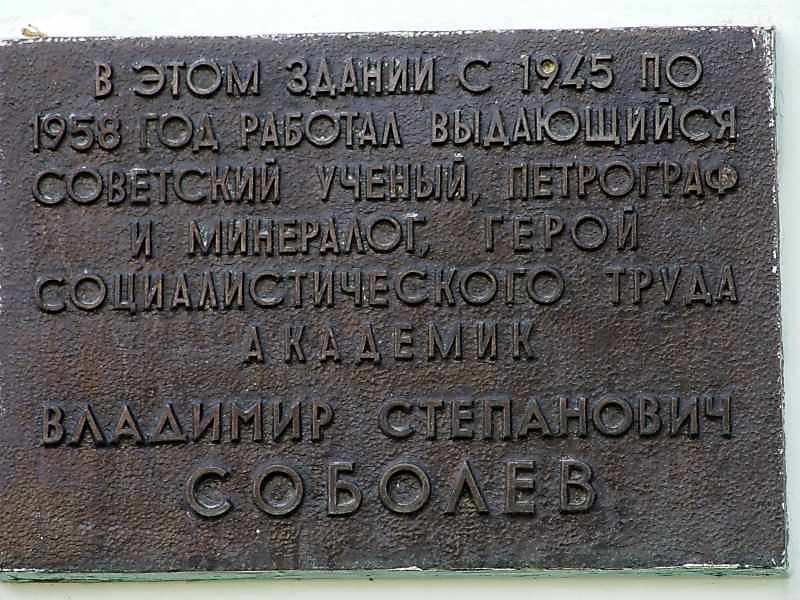 В ЭТОМ ЗДАНИИ С 1945 ПО
1958 ГОД РАБОТАЛ ВЫДАЮЩИЙСЯ
СОВЕТСКИЙ УЧЕНЫЙ, ПЕТРОГРАФ
И МИНЕРАЛОГ, ГЕРОЙ
СОЦИАЛИСТИЧЕСКОГО ТРУДА
АКАДЕМИК
ВЛАДИМИР СТЕПАНОВИЧ
СОБОЛЕВ